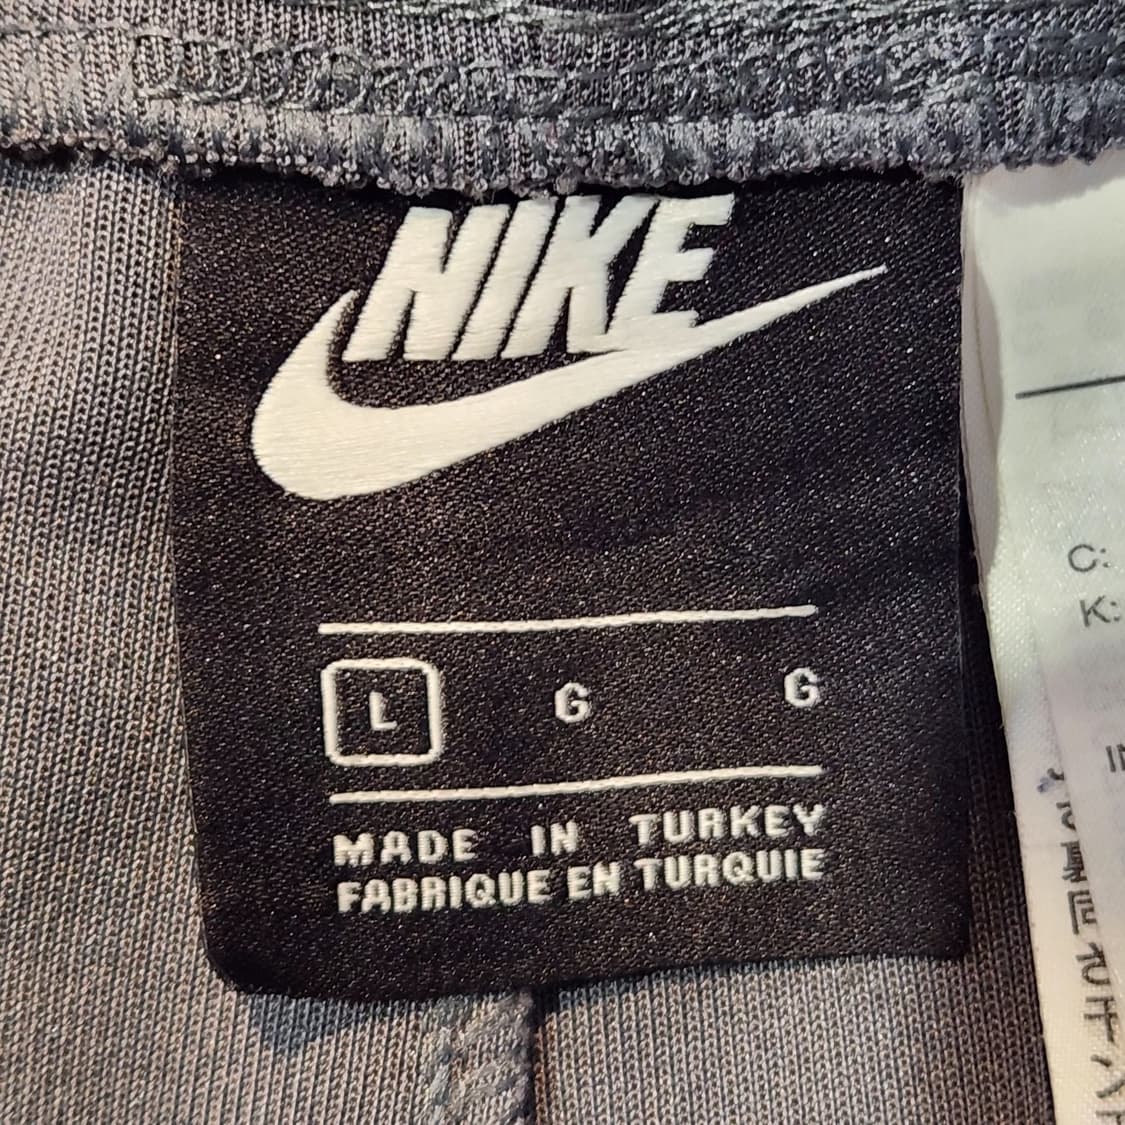 NIKE
L G G
MADE IN TURKEY
FABRIQUE EN TURQUIE
C:
K: